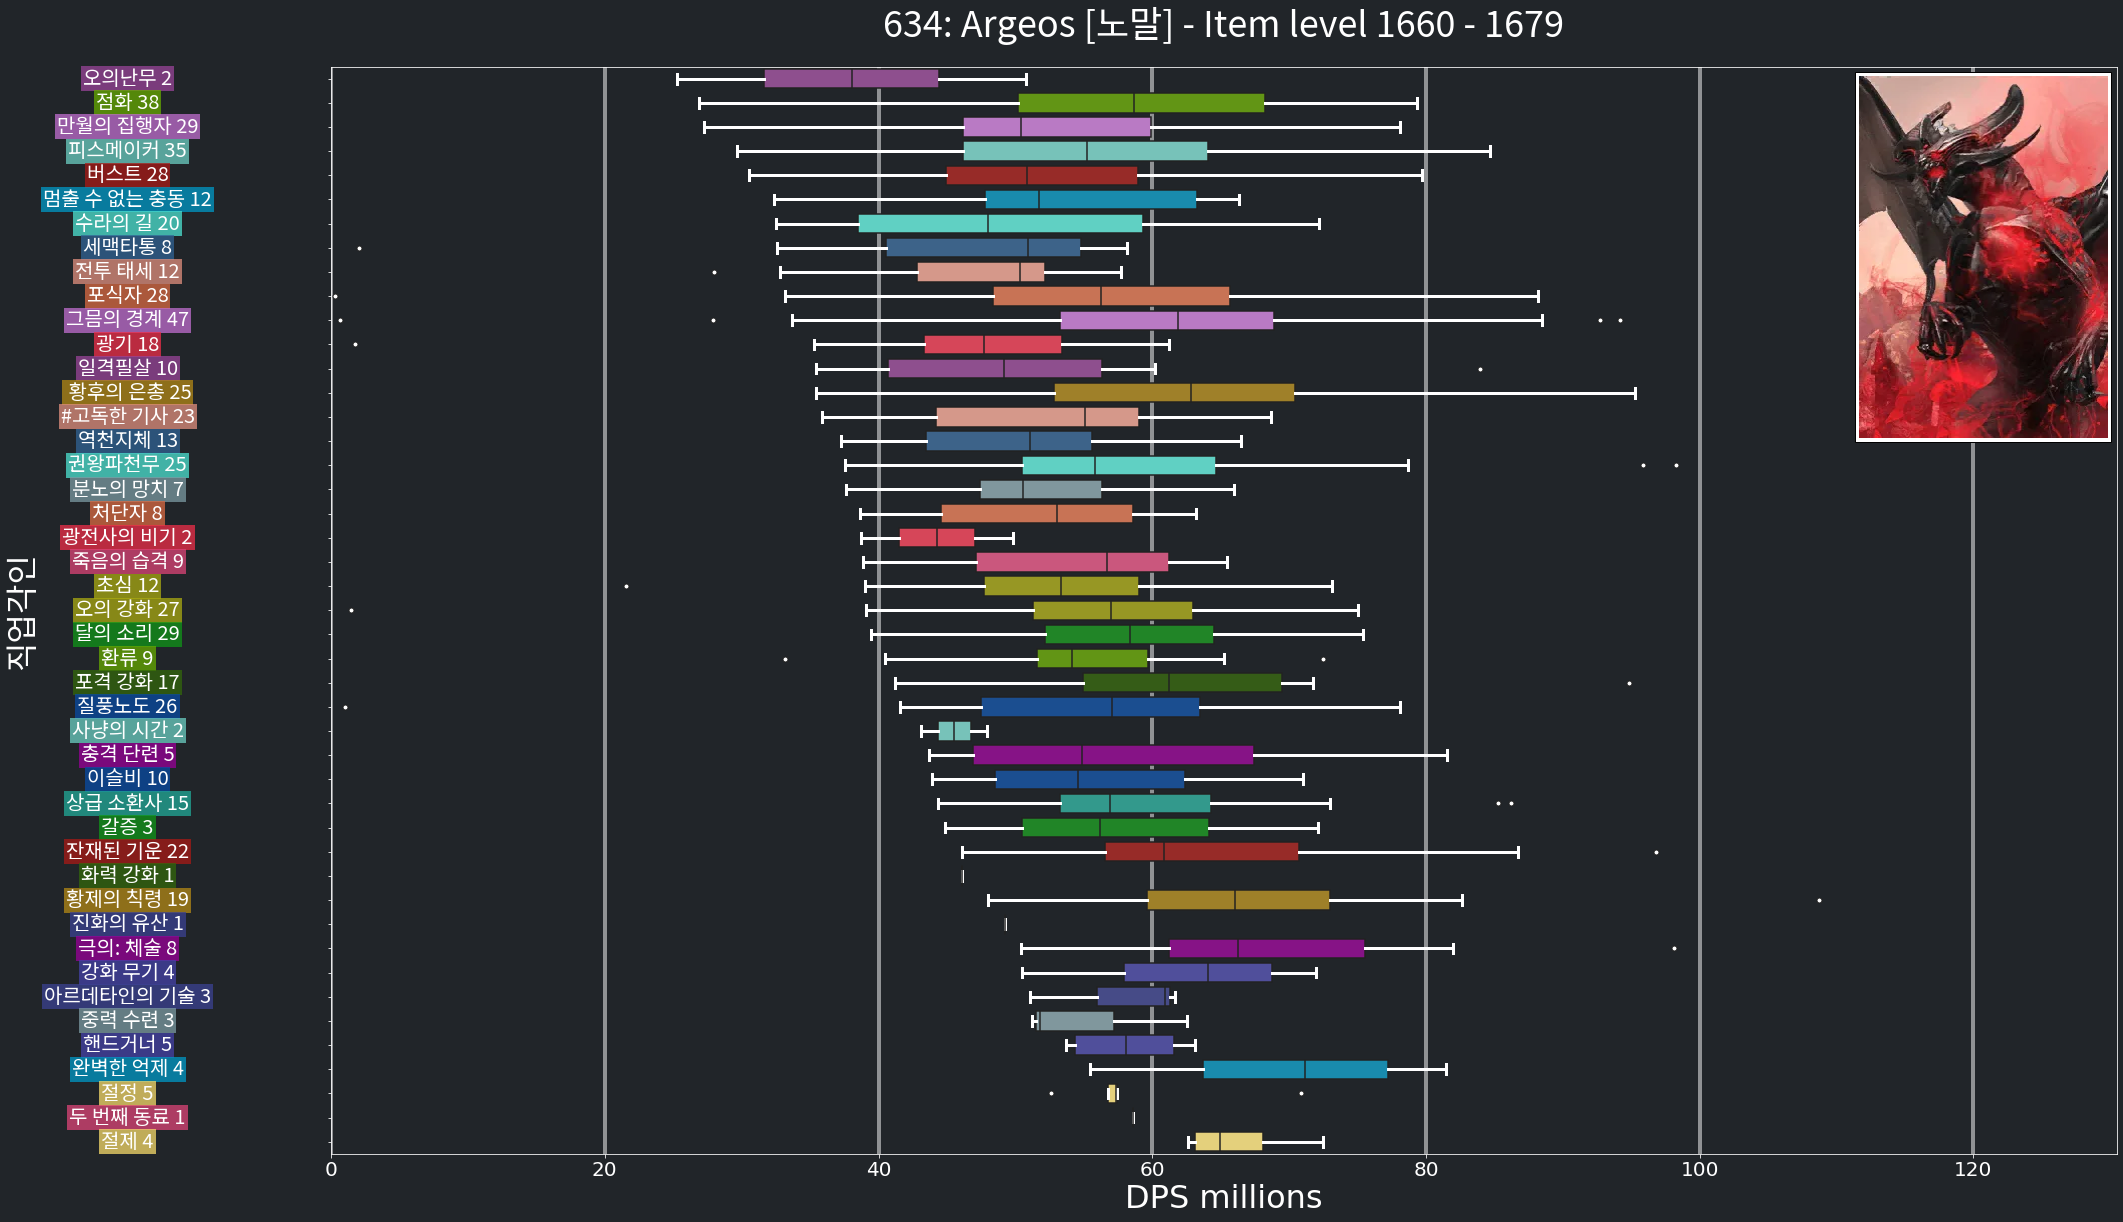 634: Argeos [노말] - Item level 1660 - 1679
직업각인
오의난무 2
점화 38
만월의 집행자 29
피스메이커 35
버스트 28
멈출 수 없는 충동 12
수라의 길 20
세맥타통 8
전투 태세 12
포식자 28
그믐의 경계 47
광기 18
일격필살 10
황후의 은총 25
#고독한 기사 23
역천지체 13
권왕파천무 25
분노의 망치 7
처단자 8
광전사의 비기 2
죽음의 습격 9
초심 12
오의 강화 27
달의 소리 29
환류 9
포격 강화 17
질풍노도 26
사냥의 시간 2
충격 단련 5
이슬비 10
상급 소환사 15
갈증 3
잔재된 기운 22
화력 강화 1
황제의 칙령 19
진화의 유산 1
극의: 체술 8
강화 무기 4
아르데타인의 기술 3
중력 수련 3
핸드거너 5
완벽한 억제 4
절정 5
두 번째 동료 1
절제 4
0 20 40 60 80 100 120
DPS millions